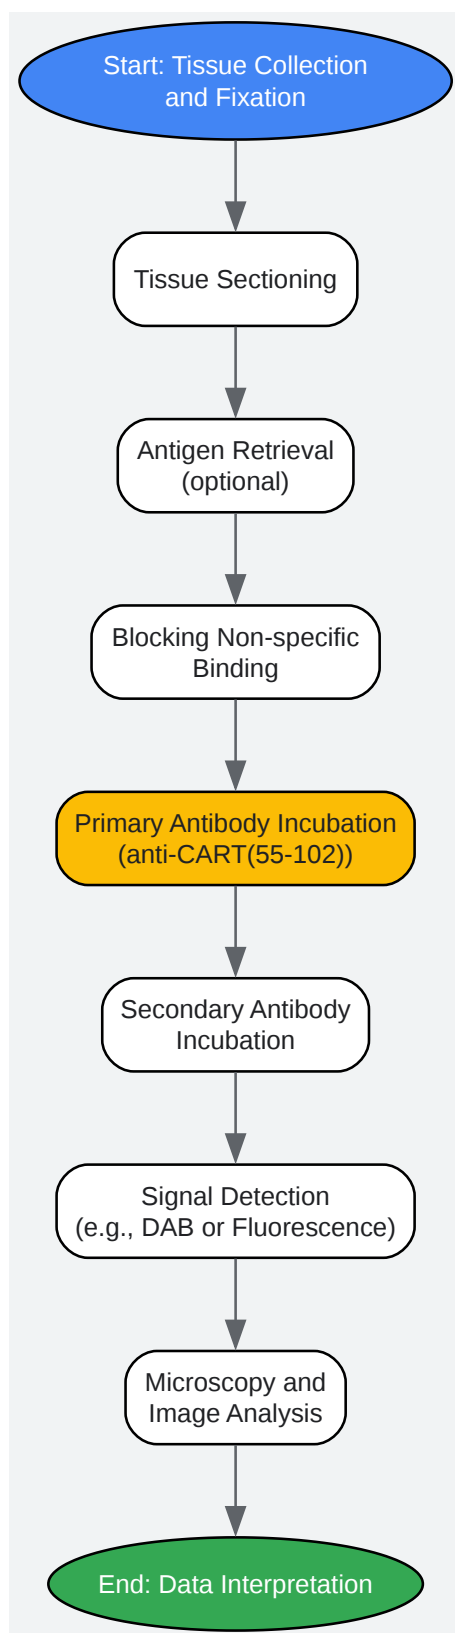 Start: Tissue Collection
and Fixation
Tissue Sectioning
Antigen Retrieval
(optional)
Blocking Non-specific
Binding
Primary Antibody Incubation
(anti-CART(55-102))
Secondary Antibody
Incubation
Signal Detection
(e.g., DAB or Fluorescence)
Microscopy and
Image Analysis
End: Data Interpretation